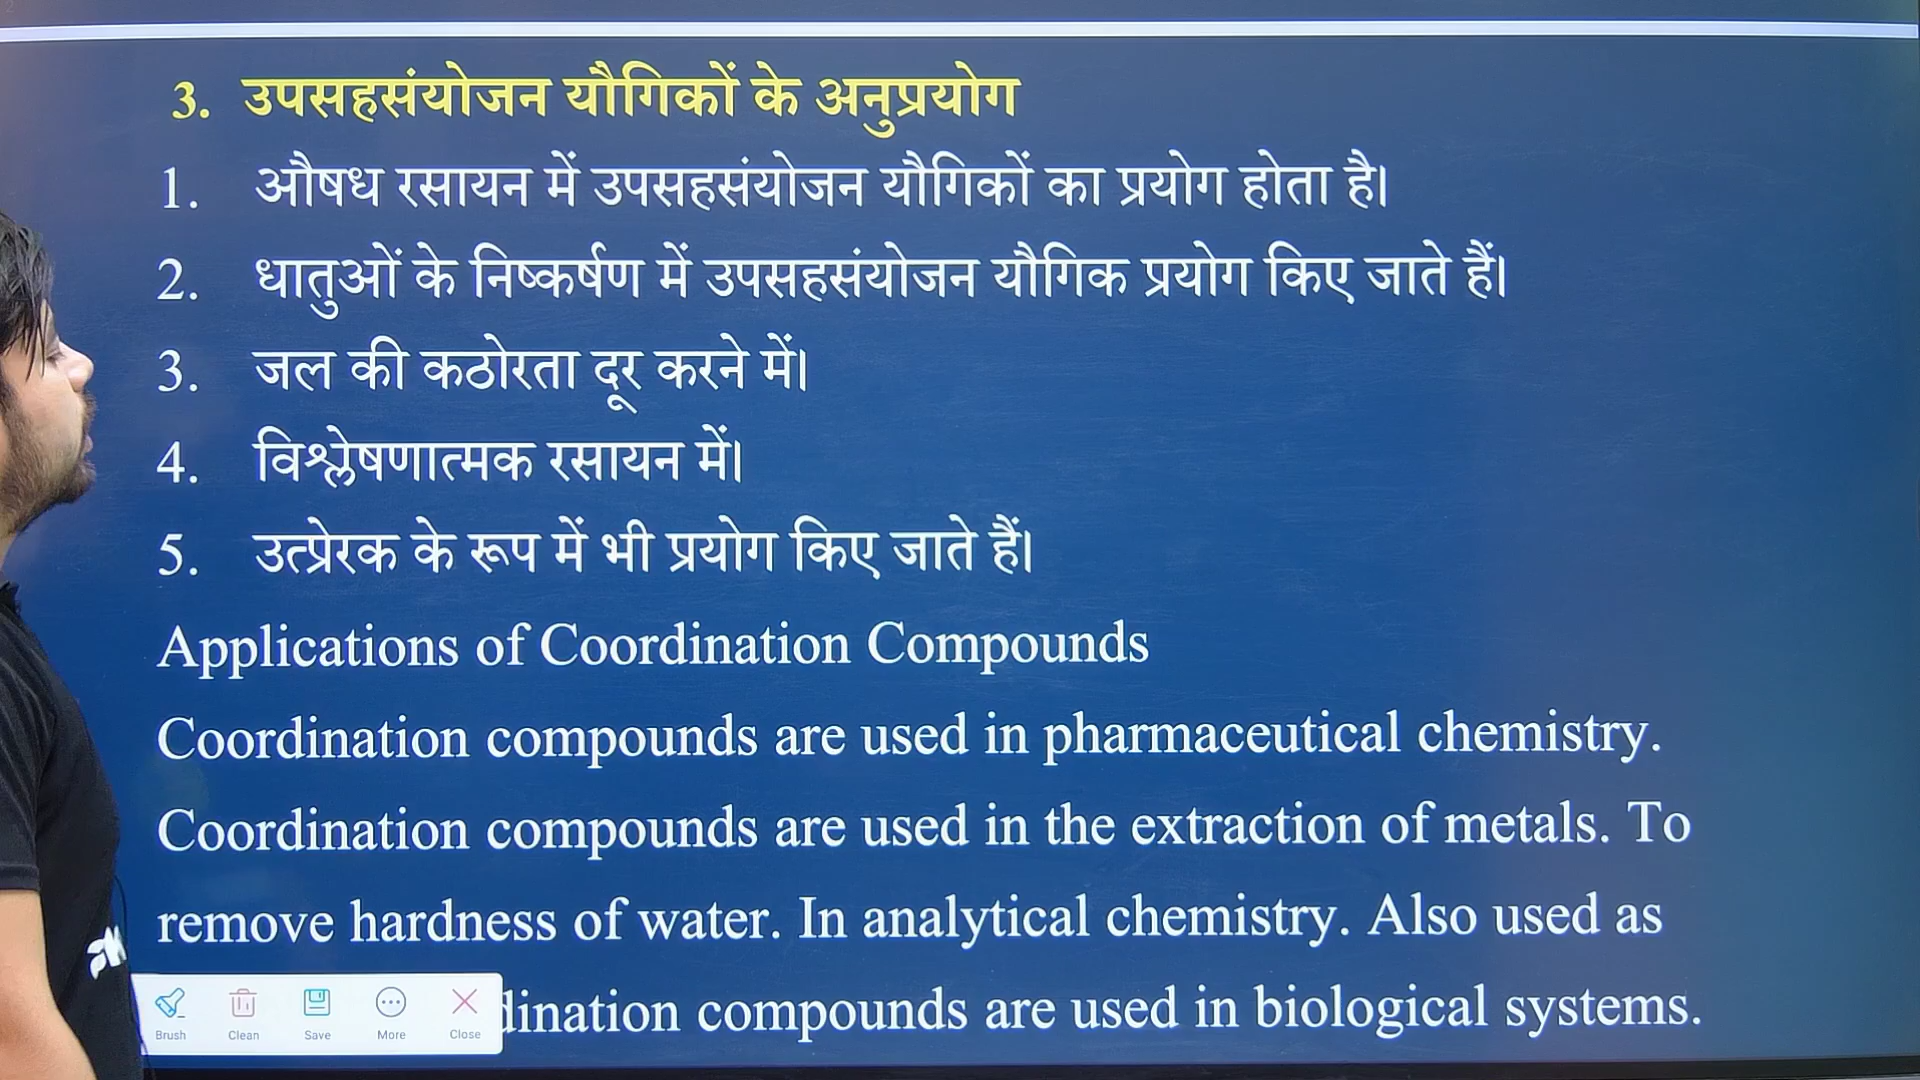 3. उपसहसंयोजन यौगिकों के अनुप्रयोग
1. औषध रसायन में उपसहसंयोजन यौगिकों का प्रयोग होता है।
2. धातुओं के निष्कर्षण में उपसहसंयोजन यौगिक प्रयोग किए जाते हैं।
3. जल की कठोरता दूर करने में।
4. विश्लेषणात्मक रसायन में।
5. उत्प्रेरक के रूप में भी प्रयोग किए जाते हैं।
Applications of Coordination Compounds
Coordination compounds are used in pharmaceutical chemistry.
Coordination compounds are used in the extraction of metals. To
remove hardness of water. In analytical chemistry. Also used as
dination compounds are used in biological systems.
Brush Clean Save More Close